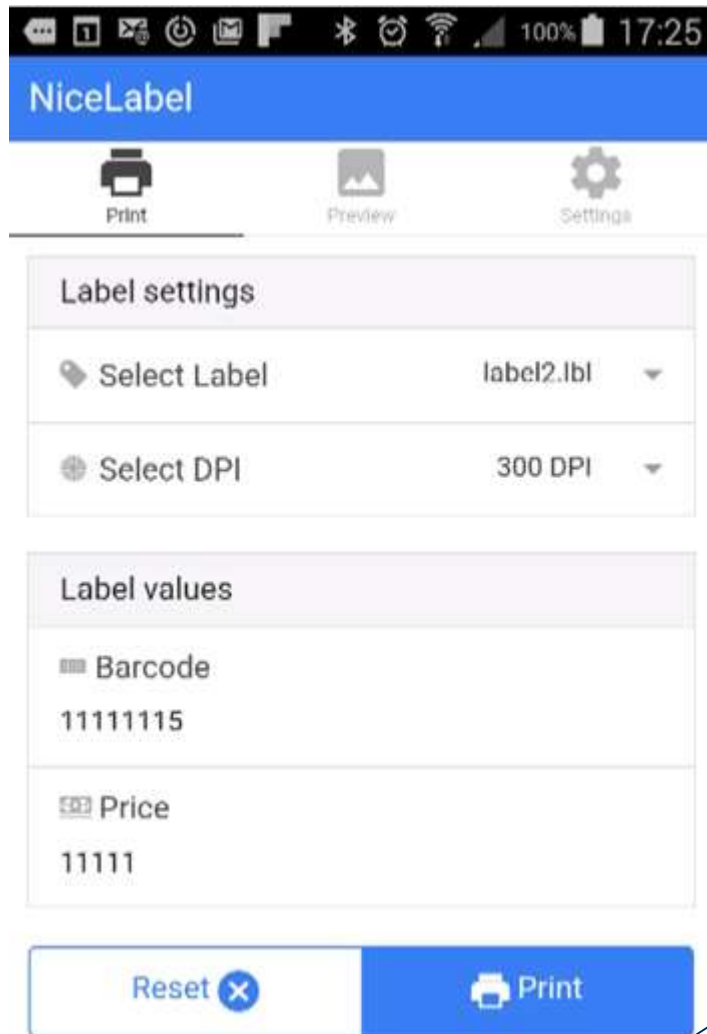 1 100% 17:25
NiceLabel
Print Preview Settings
Label settings
Select Label label2.lbl
Select DPI 300 DPI
Label values
Barcode
11111115
Price
11111
Reset Print